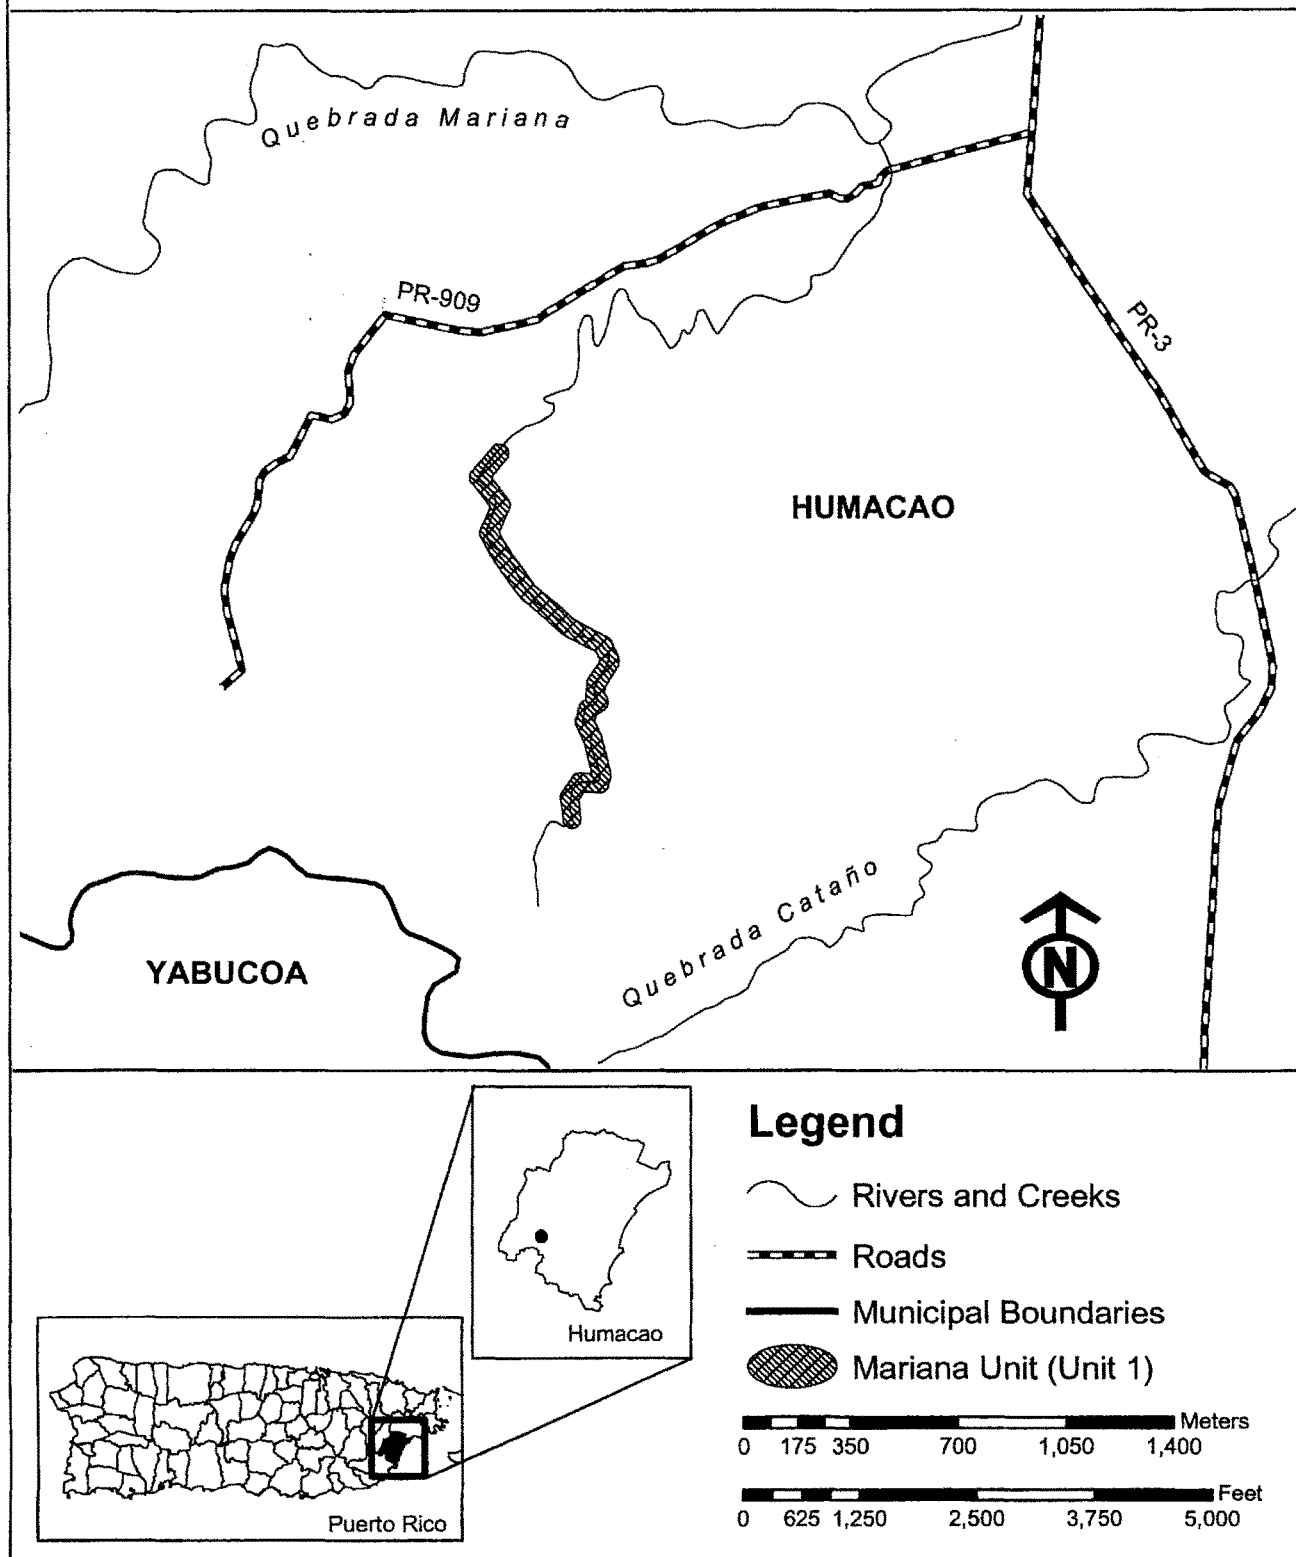 Quebrada Mariana
PR-909
PR-3
HUMACAO
Quebrada Cataño
YABUCOA
N
Humacao
Puerto Rico
Legend
Rivers and Creeks
Roads
Municipal Boundaries
Mariana Unit (Unit 1)
Meters
0 175 350 700 1,050 1,400
Feet
0 625 1,250 2,500 3,750 5,000